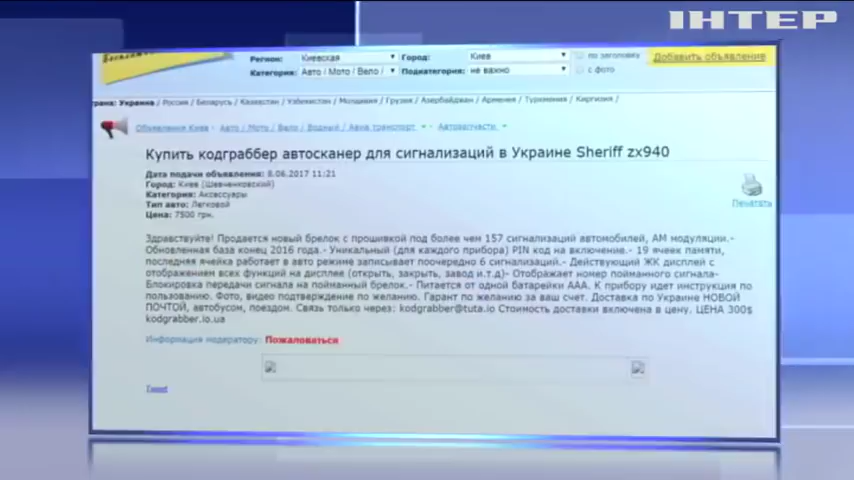 ІНТЕР
Регион: Киевская Город: Киев по заголовку Добавить объявление
Категория: Авто / Мото / Вело / Подкатегория: не важно с фото
рана: Украина / Россия / Беларусь / Казахстан / Узбекистан / Молдавия / Грузия / Азербайджан / Армения / Туркмения / Киргизия /
Объявления Киев - Авто / Мото / Вело / Водный / Авиа транспорт - Автозапчасти
Купить кодграббер автосканер для сигнализаций в Украине Sheriff zx940
Дата подачи объявления: 8.06.2017 11:21
Город: Киев (Шевченковский)
Категория: Аксессуары
Тип авто: Легковой
Цена: 7500 грн.
Печатать
Здравствуйте! Продается новый брелок с прошивкой под более чем 157 сигнализаций автомобилей, АМ модуляции.-
Обновленная база конец 2016 года.- Уникальный (для каждого прибора) PIN код на включение.- 19 ячеек памяти,
последняя ячейка работает в авто режиме записывает поочередно 6 сигнализаций.- Действующий ЖК дисплей с
отображением всех функций на дисплее (открыть, закрыть, завод и.т.д)- Отображает номер пойманного сигнала-
Блокировка передачи сигнала на пойманный брелок.- Питается от одной батарейки ААА. К прибору идет инструкция по
пользованию. Фото, видео подтверждение по желанию. Гарант по желанию за ваш счет. Доставка по Украине НОВОЙ
ПОЧТОЙ, автобусом, поездом. Связь только через: kodgrabber@tuta.io Стоимость доставки включена в цену. ЦЕНА 300$
kodgrabber.io.ua
Информация модератору: Пожаловаться
Tweet